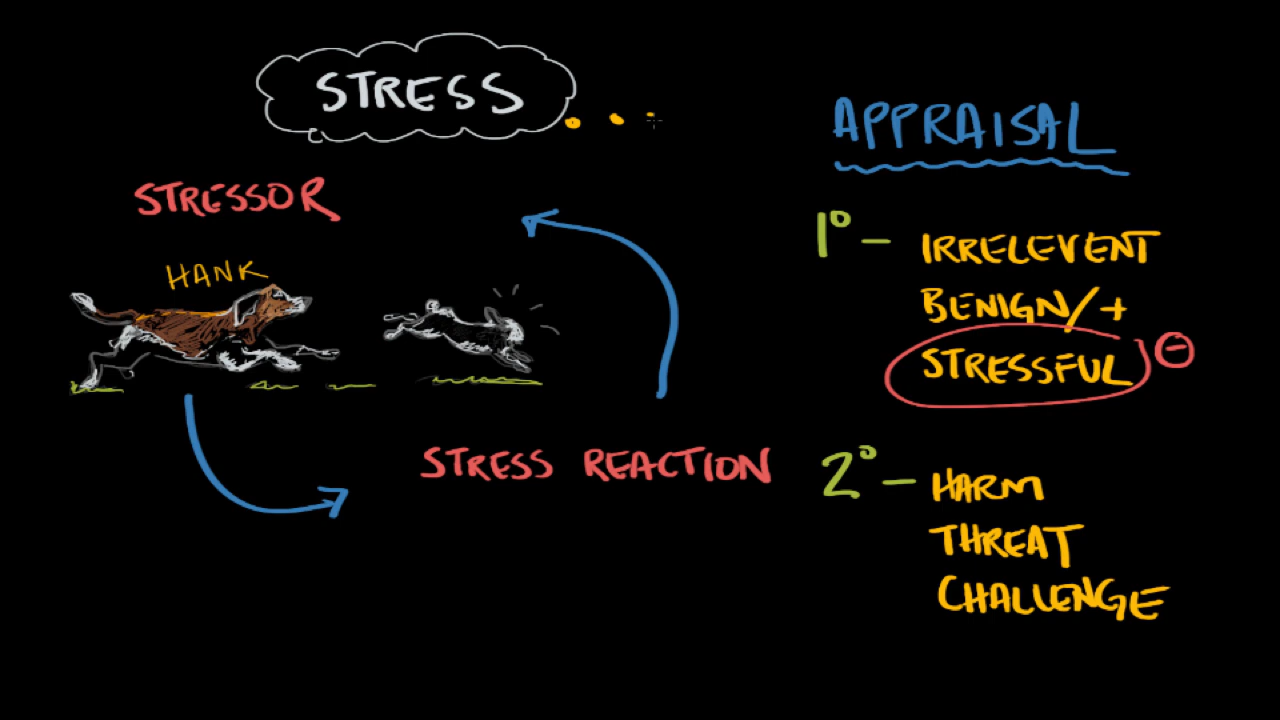 STRESS
STRESSOR
HANK
STRESS REACTION
APPRAISAL
1° - IRRELEVENT
BENIGN/+
STRESSFUL -
2° - HARM
THREAT
CHALLENGE